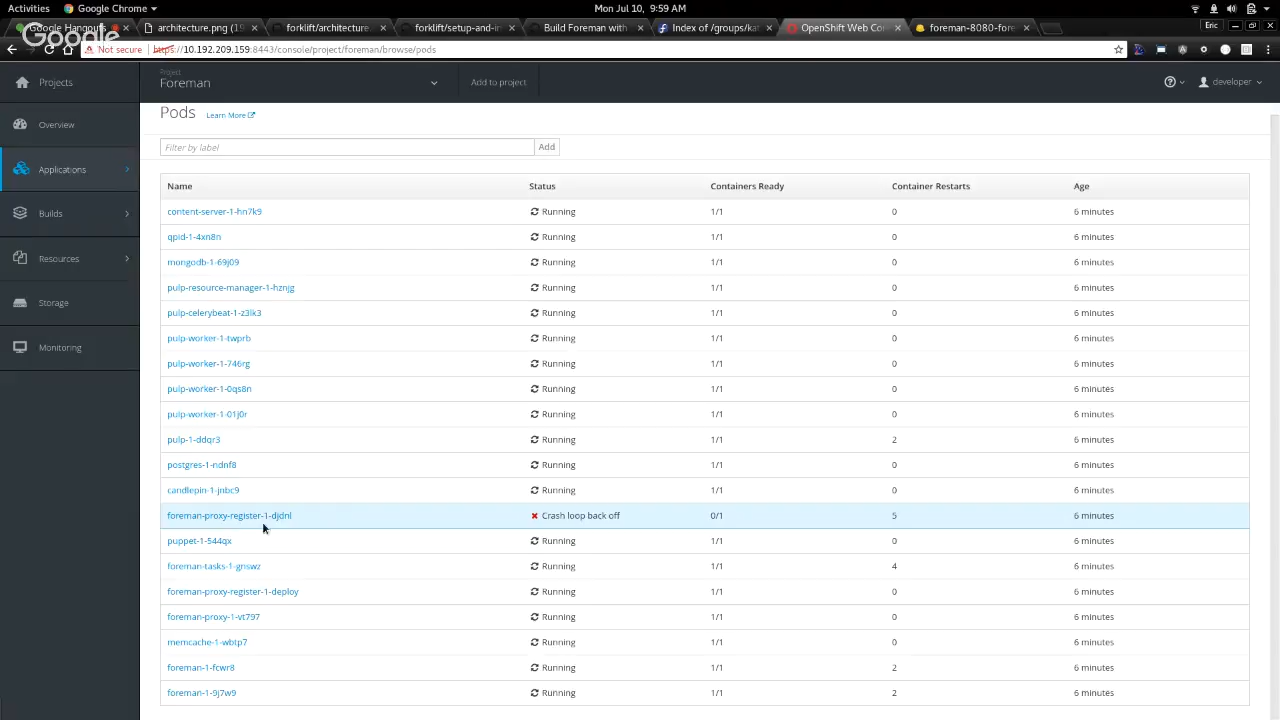 Activities Google Chrome Mon Jul 10, 9:59 AM Eric
Google Hangouts architecture.png (19 forklift/architecture forklift/setup-and-in Build Foreman with Index of /groups/kat OpenShift Web Con foreman-8080-fore
Google
Not secure https://10.192.209.159:8443/console/project/foreman/browse/pods
Projects
Project
Foreman
Add to project
developer
Overview
Applications
Builds
Resources
Storage
Monitoring
Pods Learn More
Filter by label Add
Name Status Containers Ready Container Restarts Age
content-server-1-hn7k9 Running 1/1 0 6 minutes
qpid-1-4xn8n Running 1/1 0 6 minutes
mongodb-1-69j09 Running 1/1 0 6 minutes
pulp-resource-manager-1-hznjg Running 1/1 0 6 minutes
pulp-celerybeat-1-z3lk3 Running 1/1 0 6 minutes
pulp-worker-1-twprb Running 1/1 0 6 minutes
pulp-worker-1-746rg Running 1/1 0 6 minutes
pulp-worker-1-0qs8n Running 1/1 0 6 minutes
pulp-worker-1-01j0r Running 1/1 0 6 minutes
pulp-1-ddqr3 Running 1/1 2 6 minutes
postgres-1-ndnf8 Running 1/1 0 6 minutes
candlepin-1-jnbc9 Running 1/1 0 6 minutes
foreman-proxy-register-1-djdnl Crash loop back off 0/1 5 6 minutes
puppet-1-544qx Running 1/1 0 6 minutes
foreman-tasks-1-gnswz Running 1/1 4 6 minutes
foreman-proxy-register-1-deploy Running 1/1 0 6 minutes
foreman-proxy-1-vt797 Running 1/1 0 6 minutes
memcache-1-wbtp7 Running 1/1 0 6 minutes
foreman-1-fcwr8 Running 1/1 2 6 minutes
foreman-1-9j7w9 Running 1/1 2 6 minutes